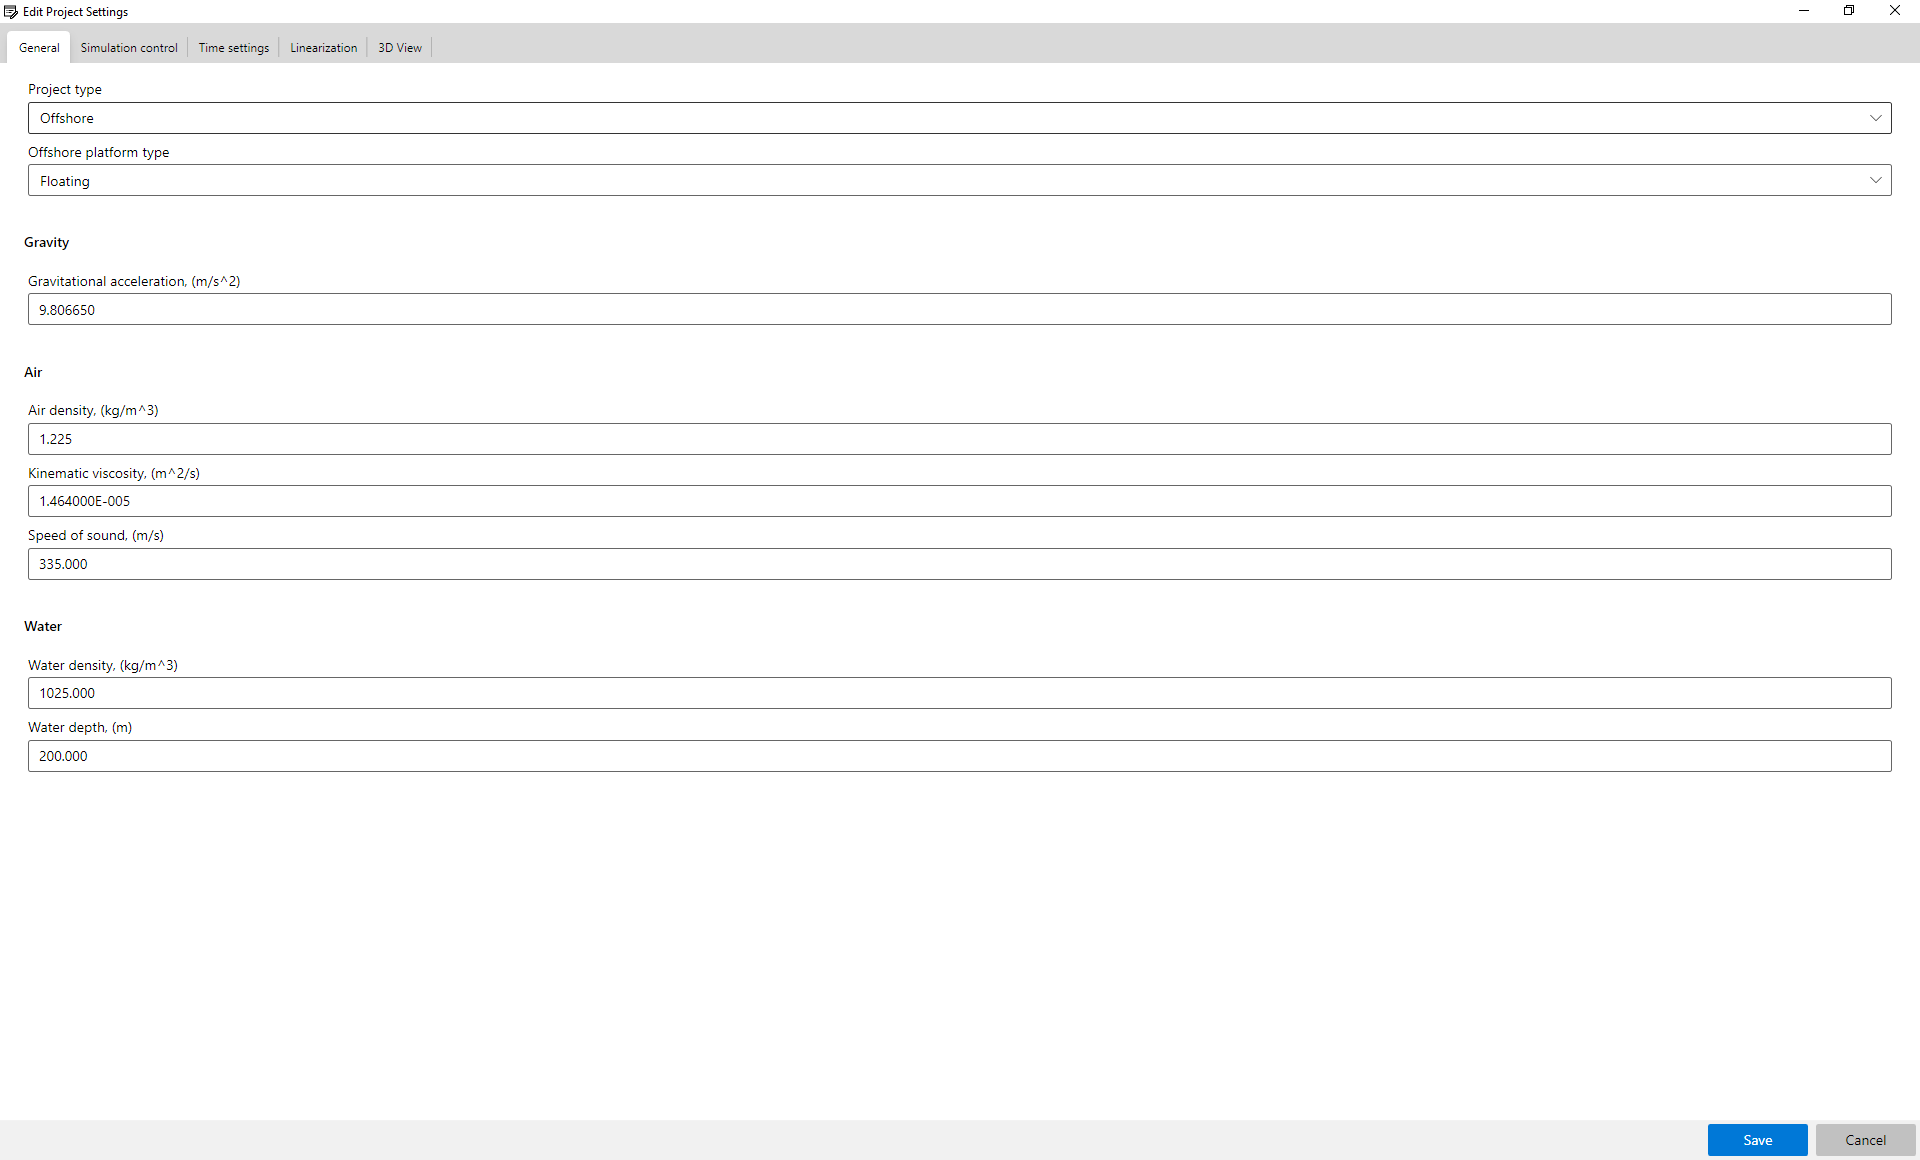 Edit Project Settings
General Simulation control Time settings Linearization 3D View
Project type
Offshore
Offshore platform type
Floating
Gravity
Gravitational acceleration, (m/s^2)
9.806650
Air
Air density, (kg/m^3)
1.225
Kinematic viscosity, (m^2/s)
1.464000E-005
Speed of sound, (m/s)
335.000
Water
Water density, (kg/m^3)
1025.000
Water depth, (m)
200.000
Save Cancel